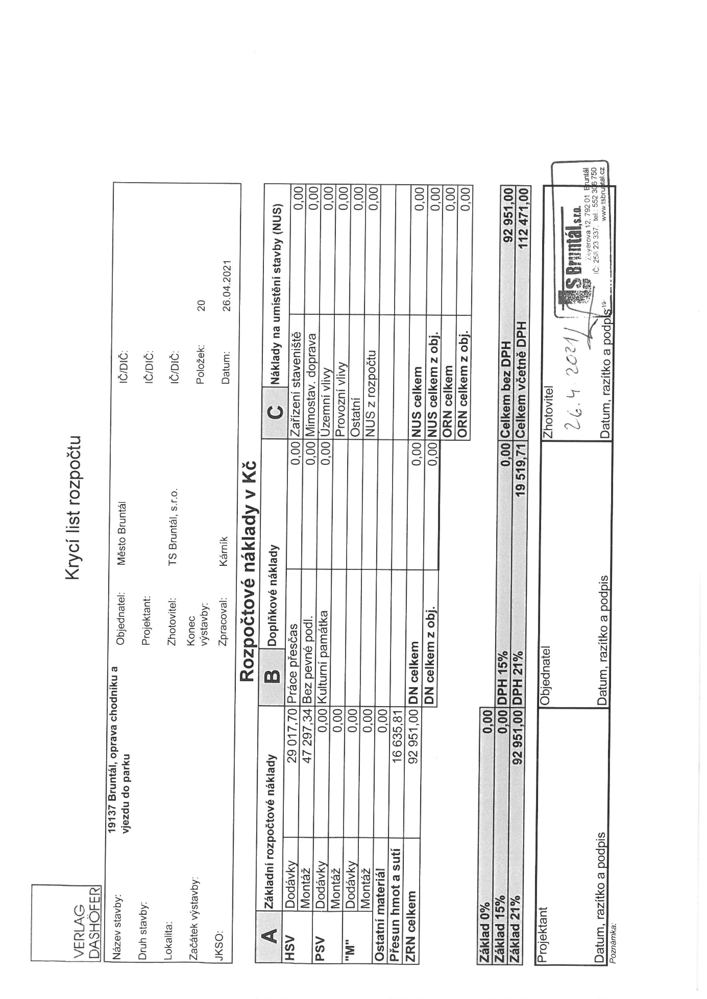 Krycí list rozpočtu
VERLAG
DASHÖFER
Název stavby: 19137 Bruntál, oprava chodníku a vjezdu do parku Objednatel: Město Bruntál IČ/DIČ:
Druh stavby: Projektant: IČ/DIČ:
Lokalita: Zhotovitel: TS Bruntál, s.r.o. IČ/DIČ:
Začátek výstavby: Konec výstavby: Položek: 20
JKSO: Zpracoval: Kárník Datum: 26.04.2021
Rozpočtové náklady v Kč
A Základní rozpočtové náklady B Doplňkové náklady C Náklady na umístění stavby (NUS)
HSV Dodávky 29 017,70 Práce přesčas 0,00 Zařízení staveniště 0,00
Montáž 47 297,34 Bez pevné podl. 0,00 Mimostav. doprava 0,00
PSV Dodávky 0,00 Kulturní památka 0,00 Územní vlivy 0,00
Montáž 0,00 Provozní vlivy 0,00
"M" Dodávky 0,00 Ostatní 0,00
Montáž 0,00 NUS z rozpočtu 0,00
Ostatní materiál 0,00
Přesun hmot a sutí 16 635,81
ZRN celkem 92 951,00 DN celkem 0,00 NUS celkem 0,00
DN celkem z obj. 0,00 NUS celkem z obj. 0,00
ORN celkem 0,00
ORN celkem z obj. 0,00
Základ 0% 0,00
Základ 15% 0,00 DPH 15% 0,00 Celkem bez DPH 92 951,00
Základ 21% 92 951,00 DPH 21% 19 519,71 Celkem včetně DPH 112 471,00
Projektant Objednatel Zhotovitel
26. 4. 2021
TS Bruntál, s.r.o.
Zeyerova 12, 792 01 Bruntál
IČ: 258 23 337, tel.: 552 306 750
www.tsbruntal.cz
-19-
Datum, razítko a podpis Datum, razítko a podpis Datum, razítko a podpis
Poznámka: